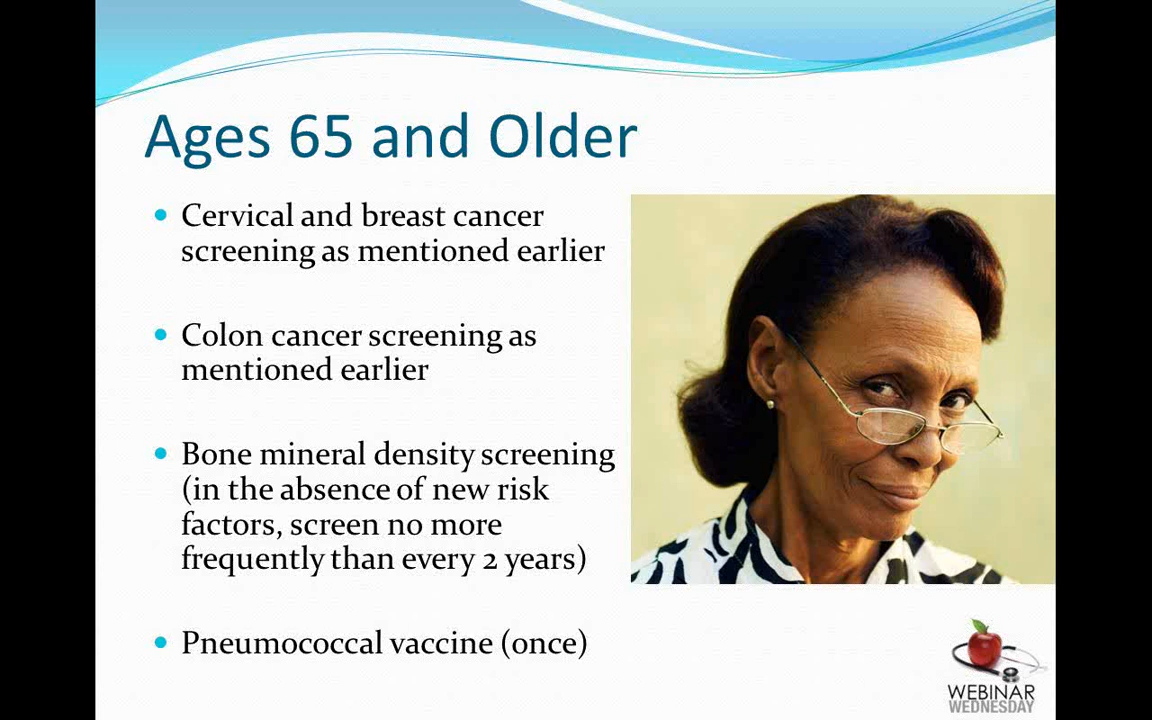 Ages 65 and Older
Cervical and breast cancer
screening as mentioned earlier
Colon cancer screening as
mentioned earlier
Bone mineral density screening
(in the absence of new risk
factors, screen no more
frequently than every 2 years)
Pneumococcal vaccine (once)
WEBINAR
WEDNESDAY